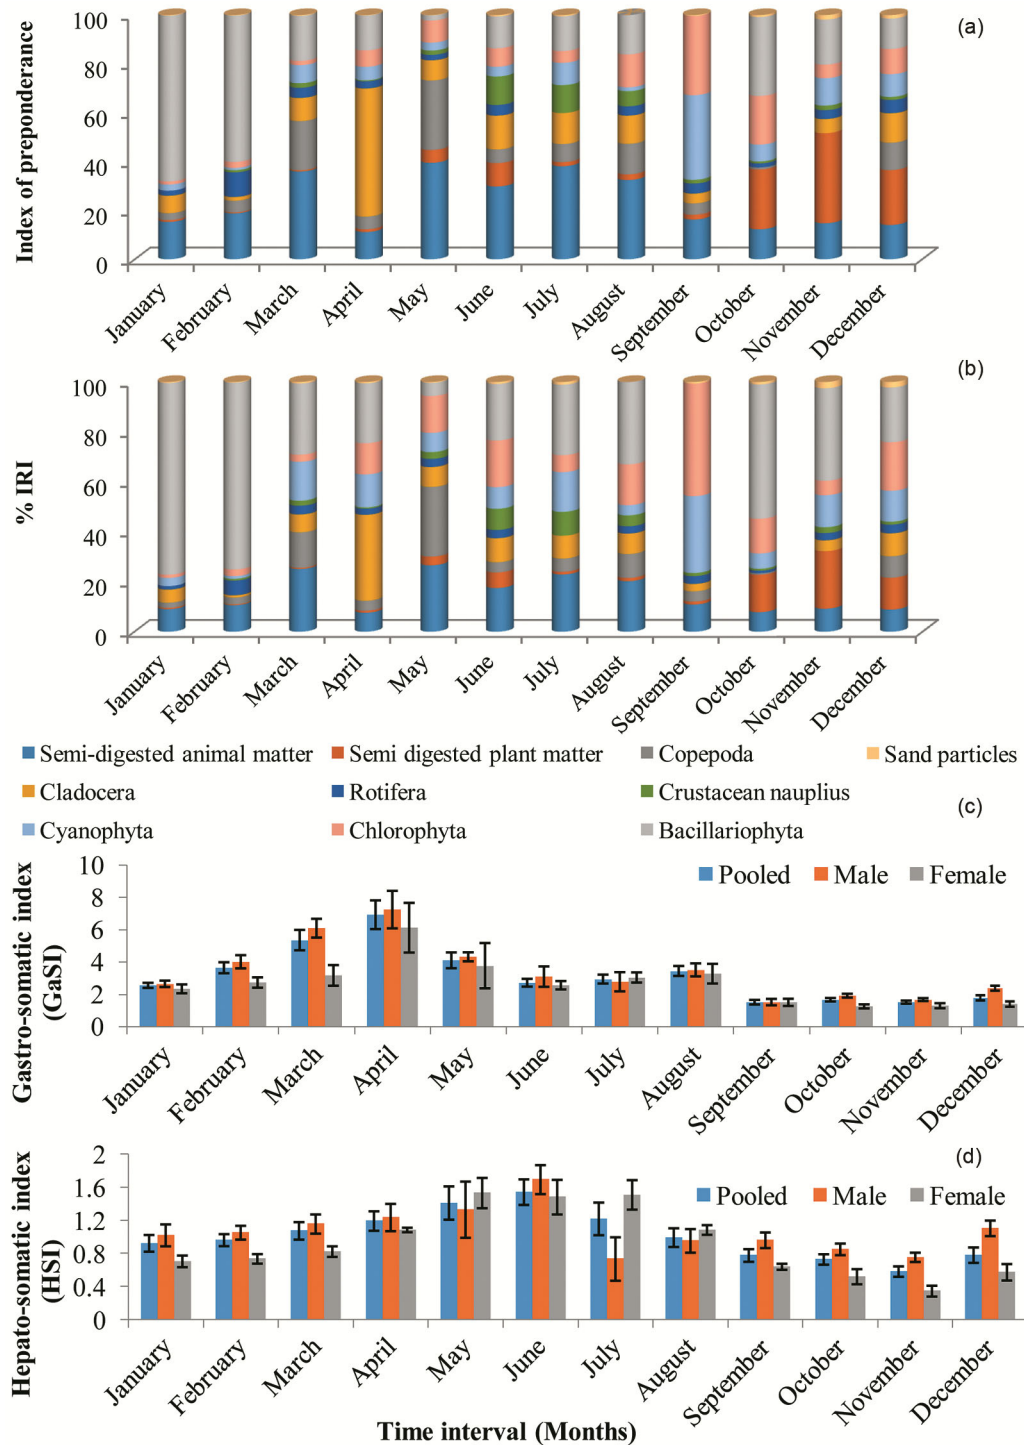 (a)
Index of preponderance
100
80
60
40
20
0
January
February
March
April
May
June
July
August
September
October
November
December
(b)
% IRI
100
80
60
40
20
0
January
February
March
April
May
June
July
August
September
October
November
December
Semi-digested animal matter Semi digested plant matter Copepoda Sand particles
Cladocera Rotifera Crustacean nauplius
Cyanophyta Chlorophyta Bacillariophyta
(c)
Gastro-somatic index
(GaSI)
Pooled Male Female
10
8
6
4
2
0
January
February
March
April
May
June
July
August
September
October
November
December
(d)
Hepato-somatic index
(HSI)
Pooled Male Female
2
1.6
1.2
0.8
0.4
0
January
February
March
April
May
June
July
August
September
October
November
December
Time interval (Months)